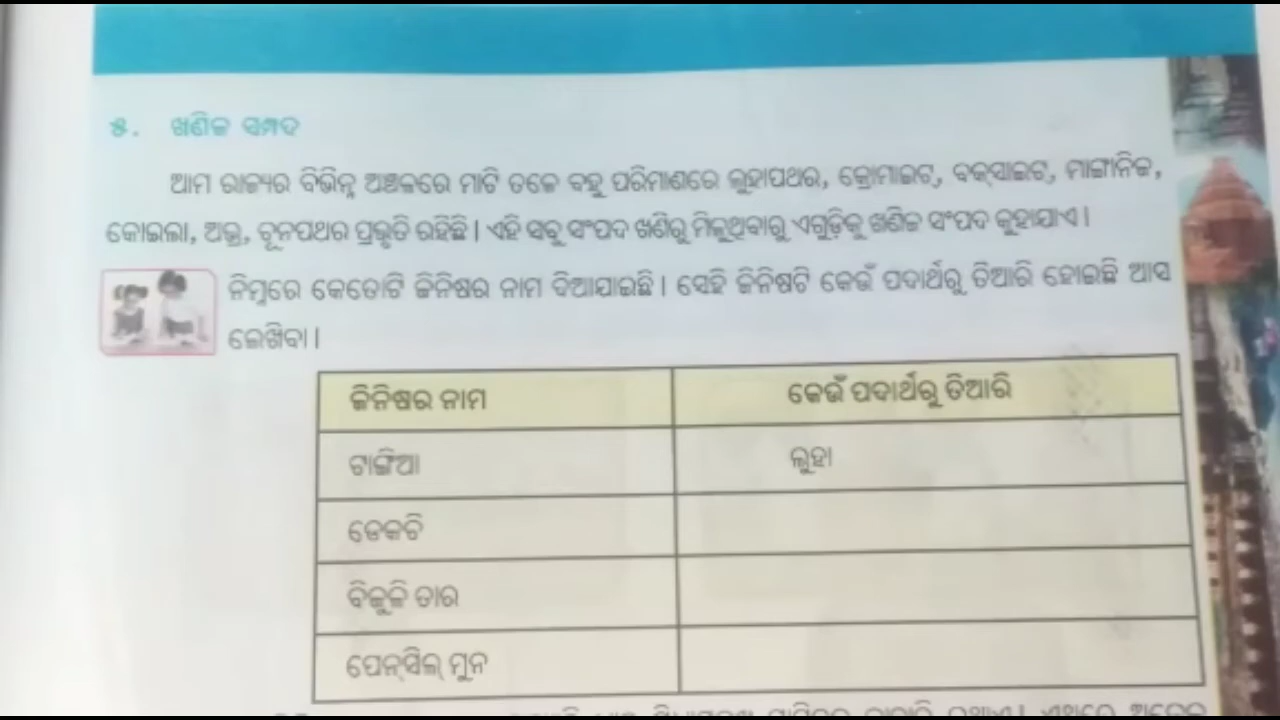 ୫. ଖଣିଜ ସମ୍ପଦ
ଆମ ରାଜ୍ୟର ବିଭିନ୍ନ ଅଞ୍ଚଳରେ ମାଟି ତଳେ ବହୁ ପରିମାଣରେ ଲୁହାପଥର, କ୍ରୋମାଇଟ୍, ବକ୍ସାଇଟ୍, ମାଙ୍ଗାନିଜ,
କୋଇଲା, ଅଭ୍ର, ଚୂନପଥର ପ୍ରଭୃତି ରହିଛି। ଏହି ସବୁ ସଂପଦ ଖଣିରୁ ମିଳୁଥିବାରୁ ଏଗୁଡ଼ିକୁ ଖଣିଜ ସଂପଦ କୁହାଯାଏ।
ନିମ୍ନରେ କେତୋଟି ଜିନିଷର ନାମ ଦିଆଯାଇଛି। ସେହି ଜିନିଷଟି କେଉଁ ପଦାର୍ଥରୁ ତିଆରି ହୋଇଛି ଆସ
ଲେଖିବା।
ଜିନିଷର ନାମ କେଉଁ ପଦାର୍ଥରୁ ତିଆରି
ଟାଙ୍ଗିଆ ଲୁହା
ଡେକଚି
ବିଜୁଳି ତାର
ପେନ୍‌ସିଲ୍ ମୁନ